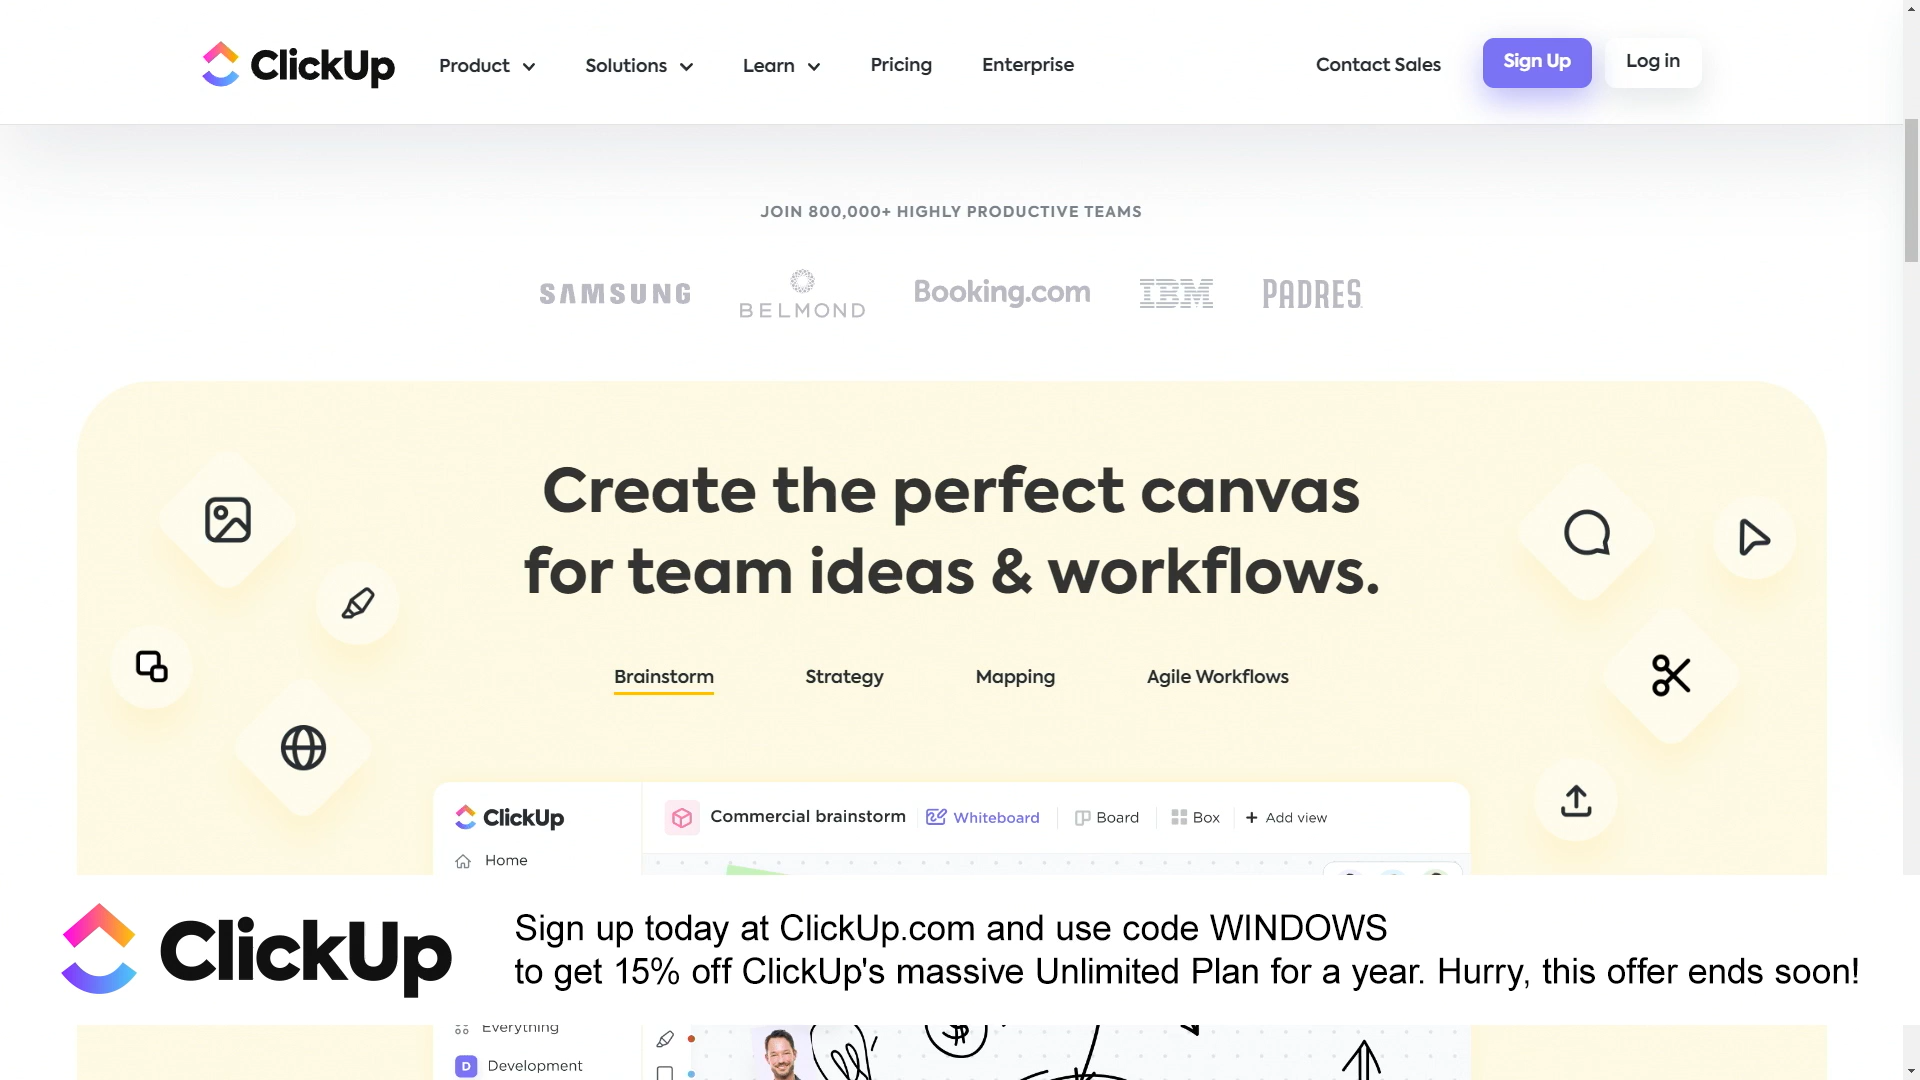 ClickUp
Product
Solutions
Learn
Pricing
Enterprise
Contact Sales
Sign Up
Log in
JOIN 800,000+ HIGHLY PRODUCTIVE TEAMS
SAMSUNG
BELMOND
Booking.com
IBM
PADRES
Create the perfect canvas
for team ideas & workflows.
Brainstorm
Strategy
Mapping
Agile Workflows
ClickUp
Commercial brainstorm
Whiteboard
Board
Box
+ Add view
Home
ClickUp
Sign up today at ClickUp.com and use code WINDOWS
to get 15% off ClickUp's massive Unlimited Plan for a year. Hurry, this offer ends soon!
Everything
D Development
$